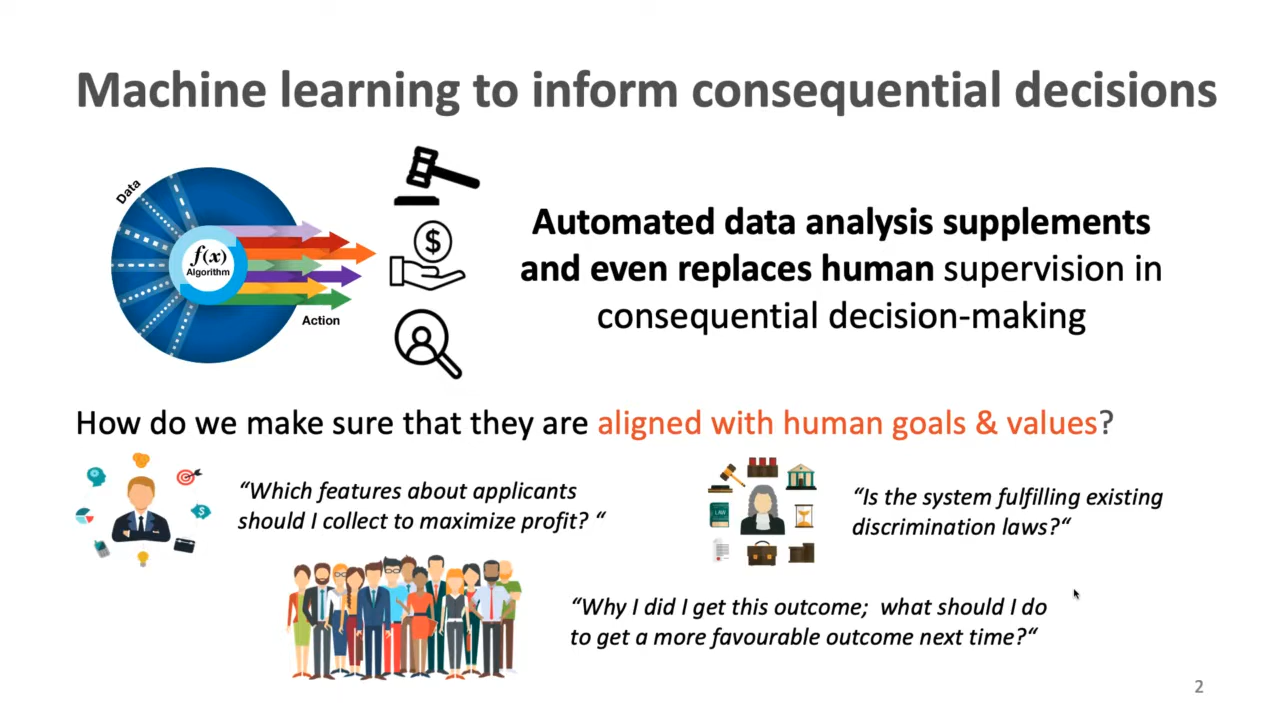 Machine learning to inform consequential decisions
Data
f(x)
Algorithm
Action
$
Automated data analysis supplements
and even replaces human supervision in
consequential decision-making
How do we make sure that they are aligned with human goals & values?
$
“Which features about applicants
should I collect to maximize profit? “
LAW
“Is the system fulfilling existing
discrimination laws?“
“Why I did I get this outcome; what should I do
to get a more favourable outcome next time?“
2